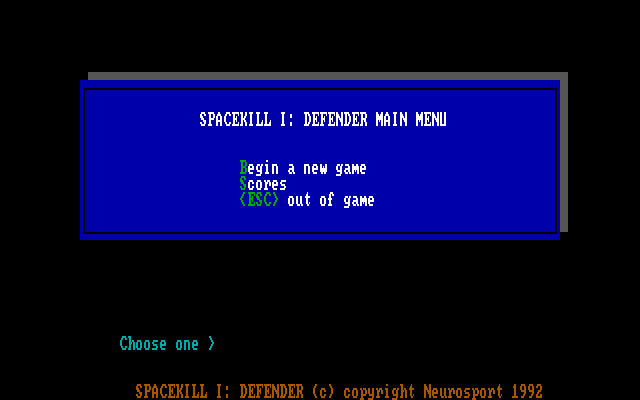 SPACEKILL I: DEFENDER MAIN MENU
Begin a new game
Scores
<ESC> out of game
Choose one >
SPACEKILL I: DEFENDER (c) copyright Neurosport 1992